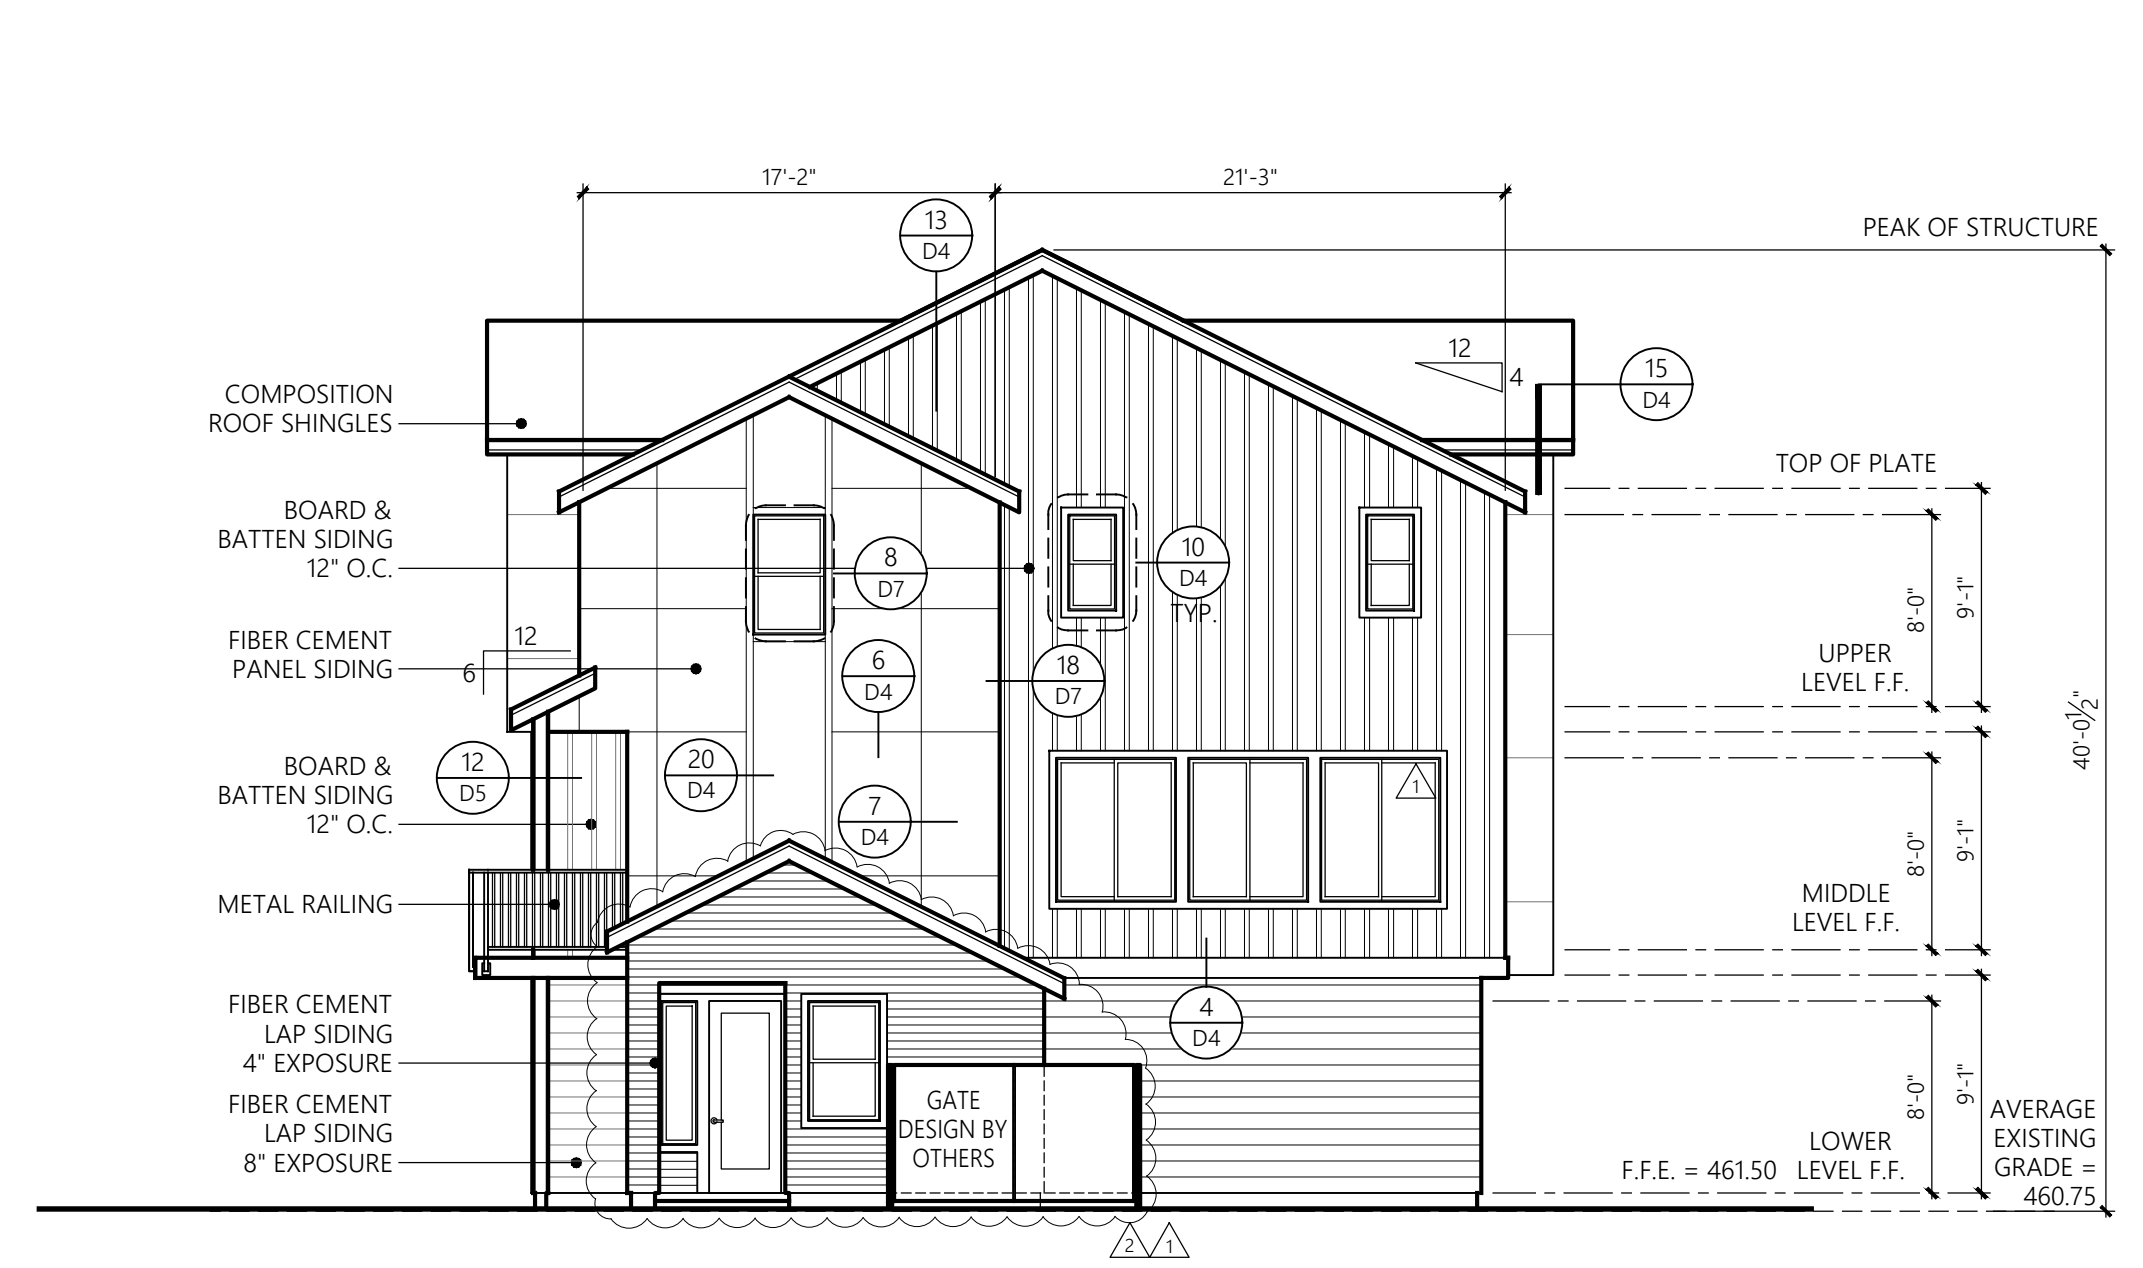 17'-2"
21'-3"
13
D4
PEAK OF STRUCTURE
12
4
15
D4
COMPOSITION
ROOF SHINGLES
TOP OF PLATE
BOARD &
BATTEN SIDING
12" O.C.
8
D7
10
D4
TYP.
8'-0"
9'-1"
FIBER CEMENT
PANEL SIDING
12
6
6
D4
18
D7
UPPER
LEVEL F.F.
40'-0½"
BOARD &
BATTEN SIDING
12" O.C.
12
D5
20
D4
7
D4
1
8'-0"
9'-1"
METAL RAILING
MIDDLE
LEVEL F.F.
FIBER CEMENT
LAP SIDING
4" EXPOSURE
4
D4
8'-0"
9'-1"
FIBER CEMENT
LAP SIDING
8" EXPOSURE
GATE
DESIGN BY
OTHERS
F.F.E. = 461.50
LOWER
LEVEL F.F.
AVERAGE
EXISTING
GRADE =
460.75
2
1